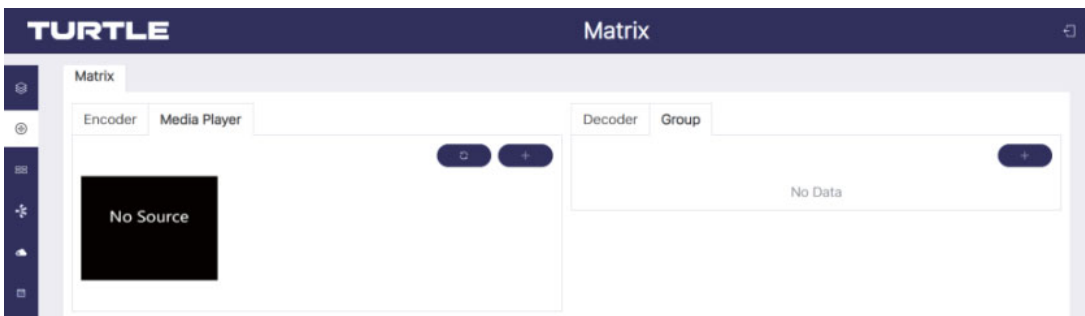 TURTLE
Matrix
Matrix
Encoder
Media Player
No Source
Decoder
Group
No Data